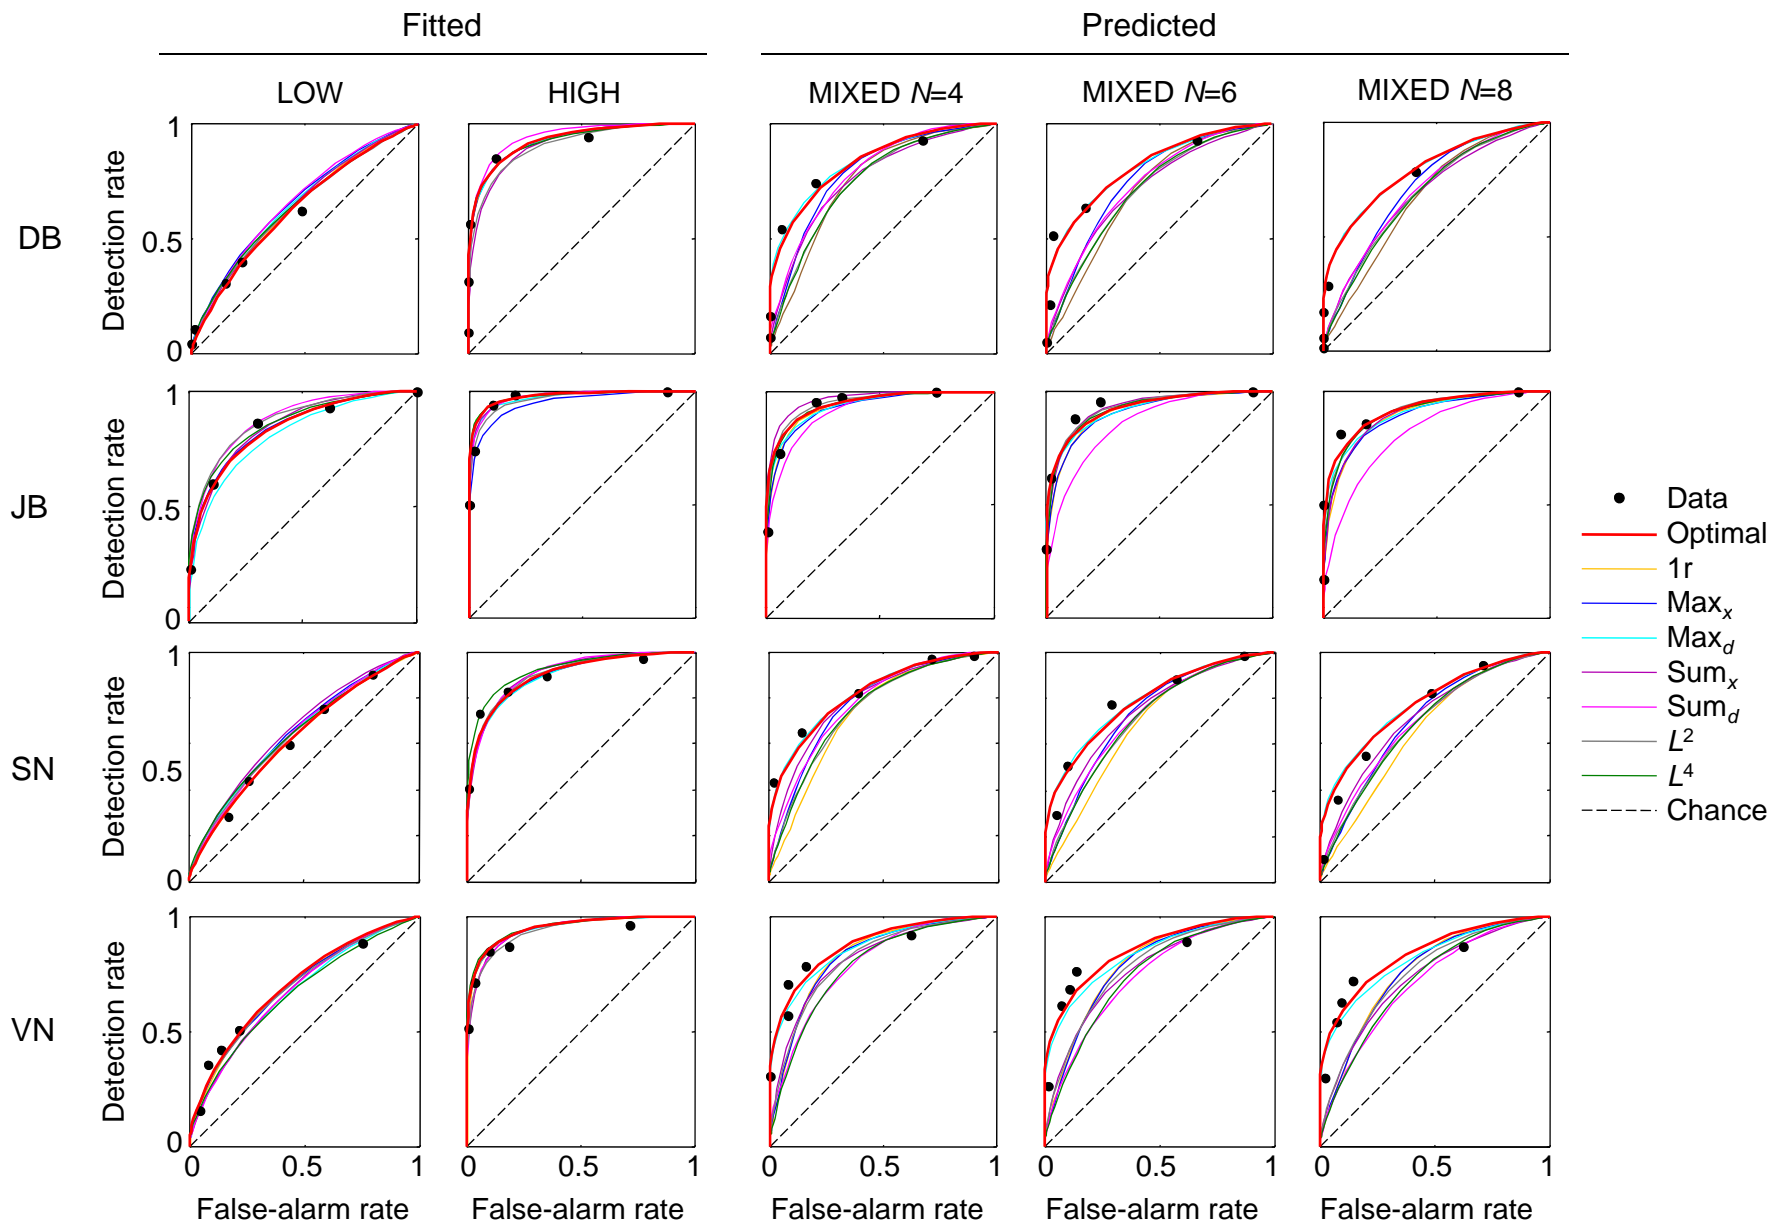 Fitted Predicted
LOW HIGH MIXED N=4 MIXED N=6 MIXED N=8
DB
Detection rate
1
0.5
0
JB
Detection rate
1
0.5
0
SN
Detection rate
1
0.5
0
VN
Detection rate
1
0.5
0
0 0.5 1 0 0.5 1 0 0.5 1 0 0.5 1 0 0.5 1
False-alarm rate False-alarm rate False-alarm rate False-alarm rate False-alarm rate
Data
Optimal
1r
Maxx
Maxd
Sumx
Sumd
L2
L4
Chance